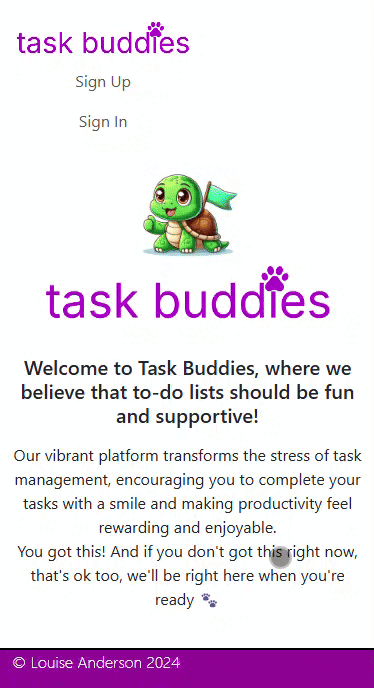 task buddies
Sign Up
Sign In
task buddies
Welcome to Task Buddies, where we
believe that to-do lists should be fun
and supportive!
Our vibrant platform transforms the stress of task
management, encouraging you to complete your
tasks with a smile and making productivity feel
rewarding and enjoyable.
You got this! And if you don't got this right now,
that's ok too, we'll be right here when you're
ready 🐾
© Louise Anderson 2024